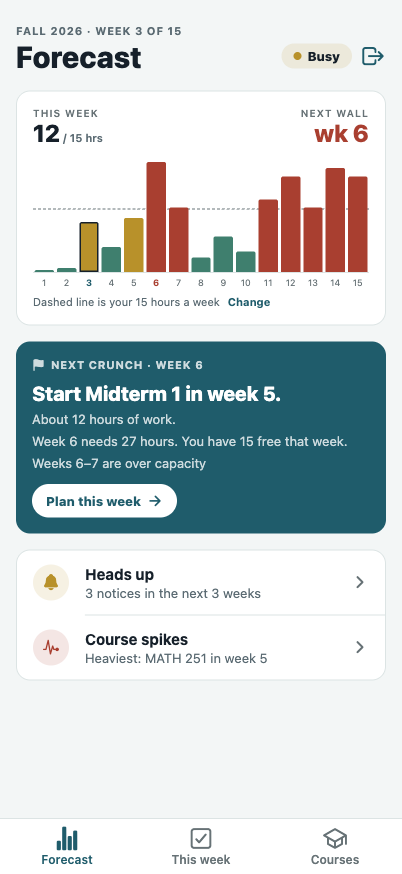 FALL 2026 · WEEK 3 OF 15
Forecast
Busy
THIS WEEK
12 / 15 hrs
NEXT WALL
wk 6
1 2 3 4 5 6 7 8 9 10 11 12 13 14 15
Dashed line is your 15 hours a week Change
NEXT CRUNCH · WEEK 6
Start Midterm 1 in week 5.
About 12 hours of work.
Week 6 needs 27 hours. You have 15 free that week.
Weeks 6–7 are over capacity
Plan this week
Heads up
3 notices in the next 3 weeks
Course spikes
Heaviest: MATH 251 in week 5
Forecast
This week
Courses